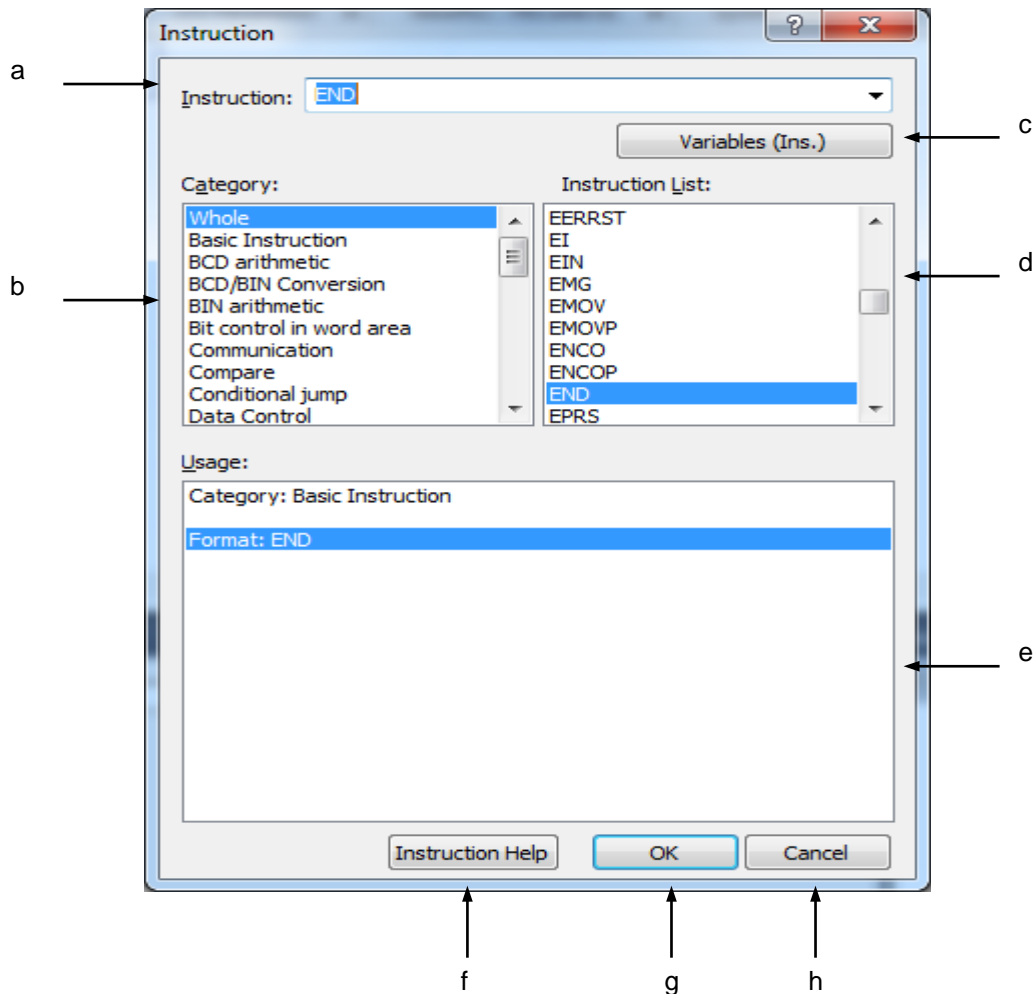 Instruction
a
Instruction: END
c
Variables (Ins.)
Category:
Instruction List:
Whole
Basic Instruction
BCD arithmetic
BCD/BIN Conversion
BIN arithmetic
Bit control in word area
Communication
Compare
Conditional jump
Data Control
b
EERRST
EI
EIN
EMG
EMOV
EMOVP
ENCO
ENCOP
END
EPRS
d
Usage:
Category: Basic Instruction
Format: END
e
Instruction Help
OK
Cancel
f
g
h